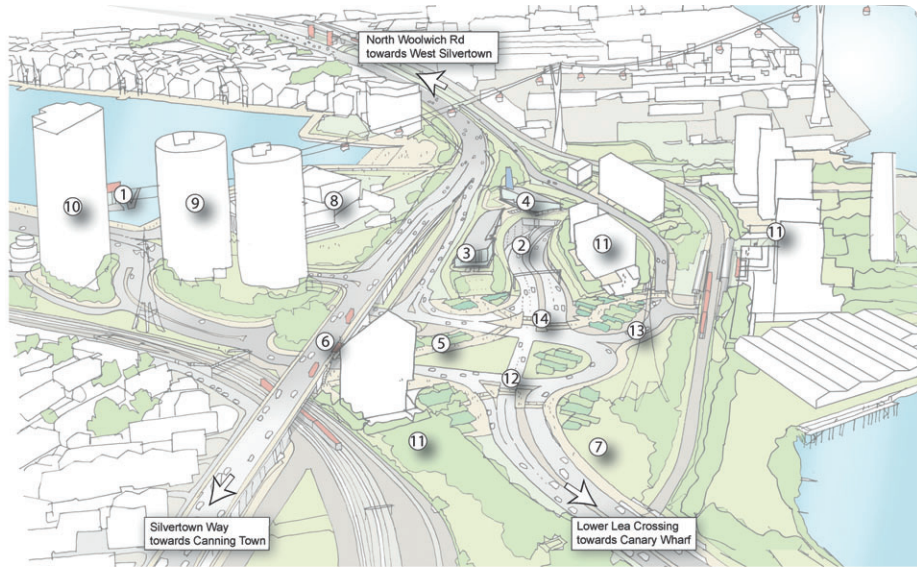 North Woolwich Rd
towards West Silvertown
10
1
9
8
4
3
2
11
11
6
5
14
13
12
11
7
Silvertown Way
towards Canning Town
Lower Lea Crossing
towards Canary Wharf